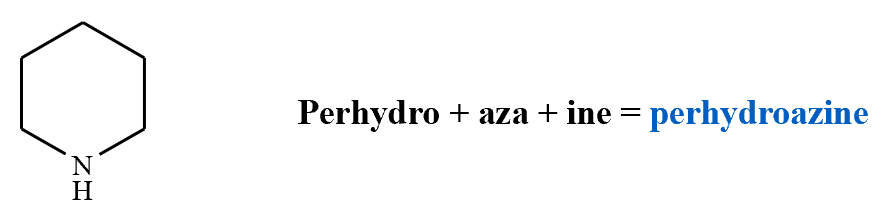 Perhydro + aza + ine = perhydroazine
N
H